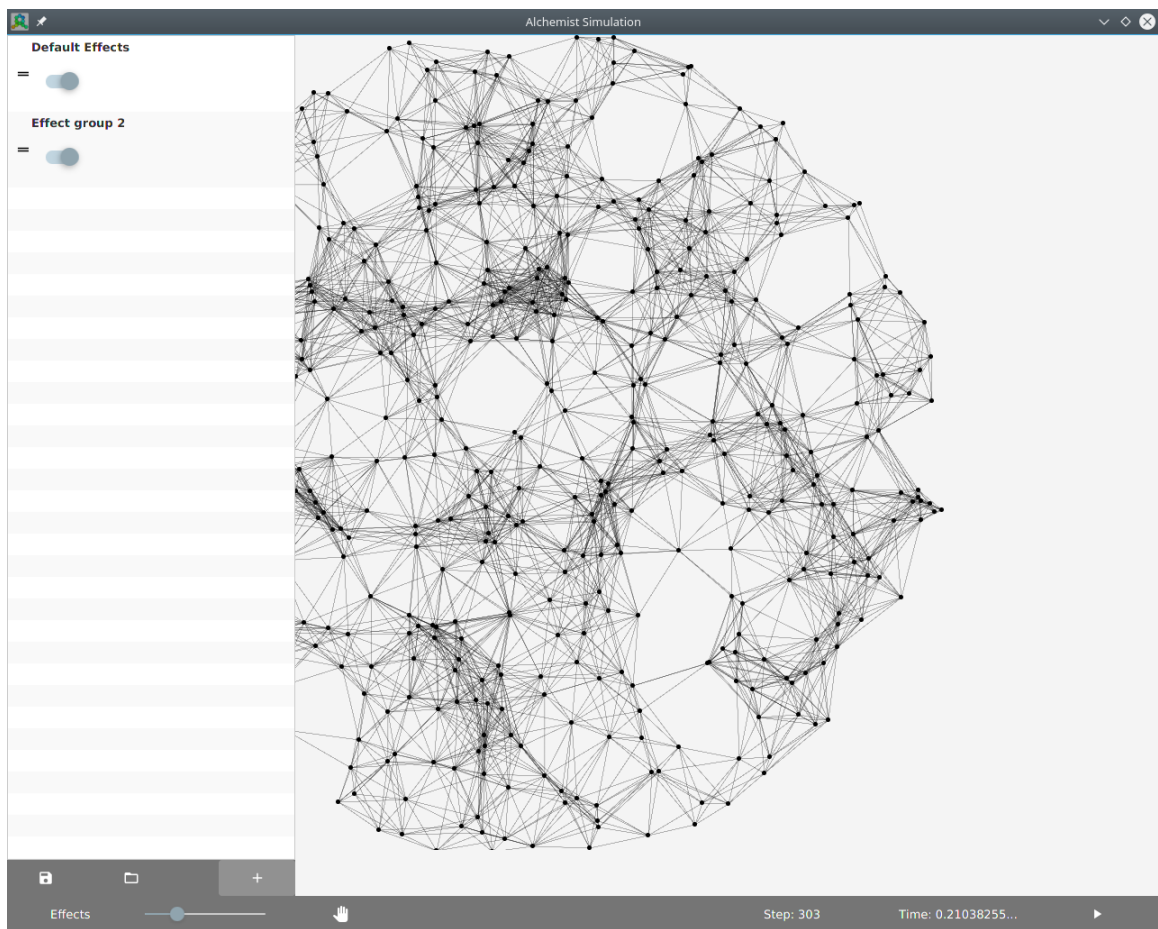 Alchemist Simulation
Default Effects
Effect group 2
+
Effects
Step: 303
Time: 0.21038255...